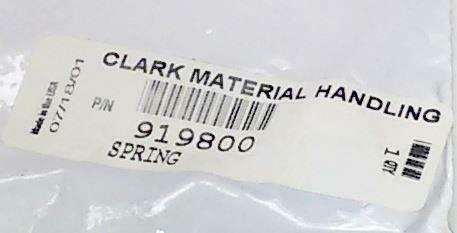 CLARK MATERIAL HANDLING
Made in the USA
07/18/01
P/N
919800
SPRING
1 QTY